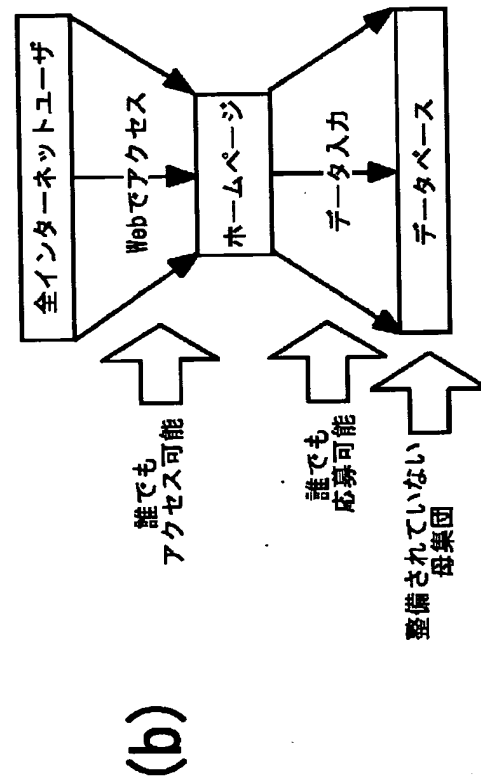 (b)
全インターネットユーザ
Webでアクセス
誰でも
アクセス可能
ホームページ
データ入力
誰でも
応募可能
データベース
整備されていない
母集団